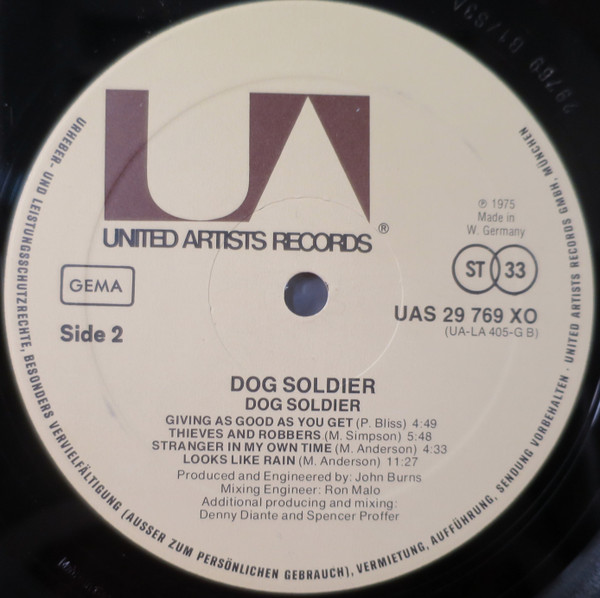 UA
UNITED ARTISTS RECORDS®
℗ 1975
Made in
W. Germany
GEMA
ST 33
Side 2
UAS 29 769 XO
(UA-LA 405-G B)
DOG SOLDIER
DOG SOLDIER
GIVING AS GOOD AS YOU GET (P. Bliss) 4:49
THIEVES AND ROBBERS (M. Simpson) 5:48
STRANGER IN MY OWN TIME (M. Anderson) 4:33
LOOKS LIKE RAIN (M. Anderson) 11:27
Produced and Engineered by: John Burns
Mixing Engineer: Ron Malo
Additional producing and mixing:
Denny Diante and Spencer Proffer
URHEBER- UND LEISTUNGSSCHUTZRECHTE, BESONDERS VERVIELFÄLTIGUNG (AUSSER ZUM PERSÖNLICHEN GEBRAUCH), VERMIETUNG, AUFFÜHRUNG, SENDUNG VORBEHALTEN · UNITED ARTISTS RECORDS GMBH, MÜNCHEN